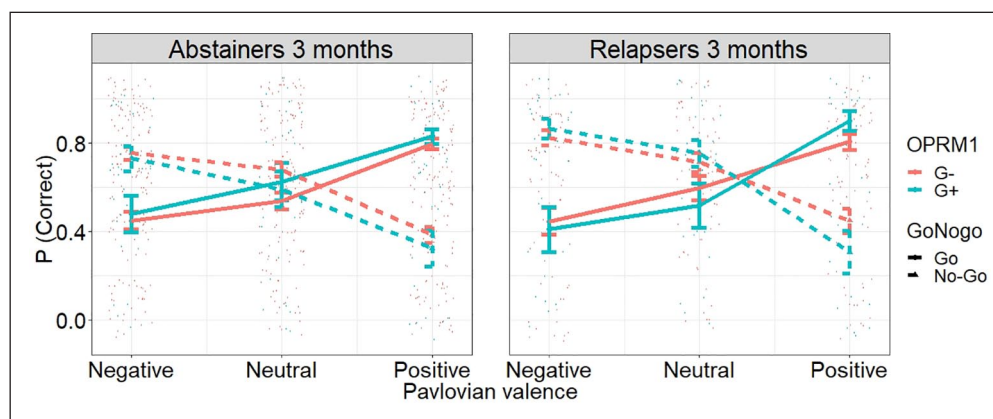 Abstainers 3 months
Relapsers 3 months
P (Correct)
0.8
0.4
0.0
Negative
Neutral
Positive
Negative
Neutral
Positive
Pavlovian valence
OPRM1
G-
G+
GoNogo
Go
No-Go